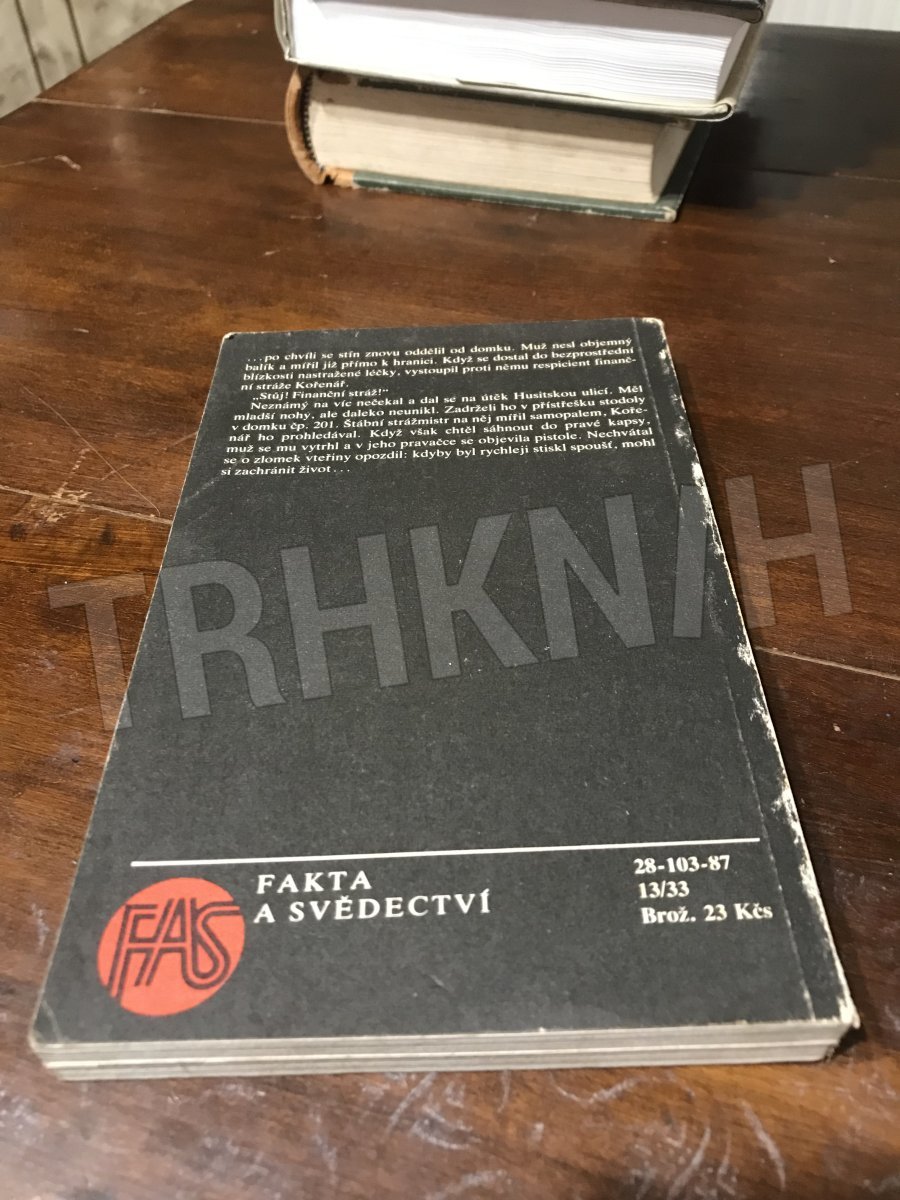 ...po chvíli se stín znovu oddělil od domku. Muž nesl objemný
balík a mířil již přímo k hranici. Když se dostal do bezprostřední
blízkosti nastražené léčky, vystoupil proti němu respicient finanč-
ní stráže Kořenář.
„Stůj! Finanční stráž!“
Neznámý na víc nečekal a dal se na útěk Husitskou ulicí. Měl
mladší nohy, ale daleko neunikl. Zadrželi ho v přístřešku stodoly
v domku čp. 201. Štábní strážmistr na něj mířil samopalem, Koře-
nář ho prohledával. Když však chtěl sáhnout do pravé kapsy,
muž se mu vytrhl a v jeho pravačce se objevila pistole. Nechvátal
se o zlomek vteřiny opozdil: kdyby byl rychleji stiskl spoušť, mohl
si zachránit život...
TRHKNIH
FAKTA
A SVĚDECTVÍ
FAS
28-103-87
13/33
Brož. 23 Kčs